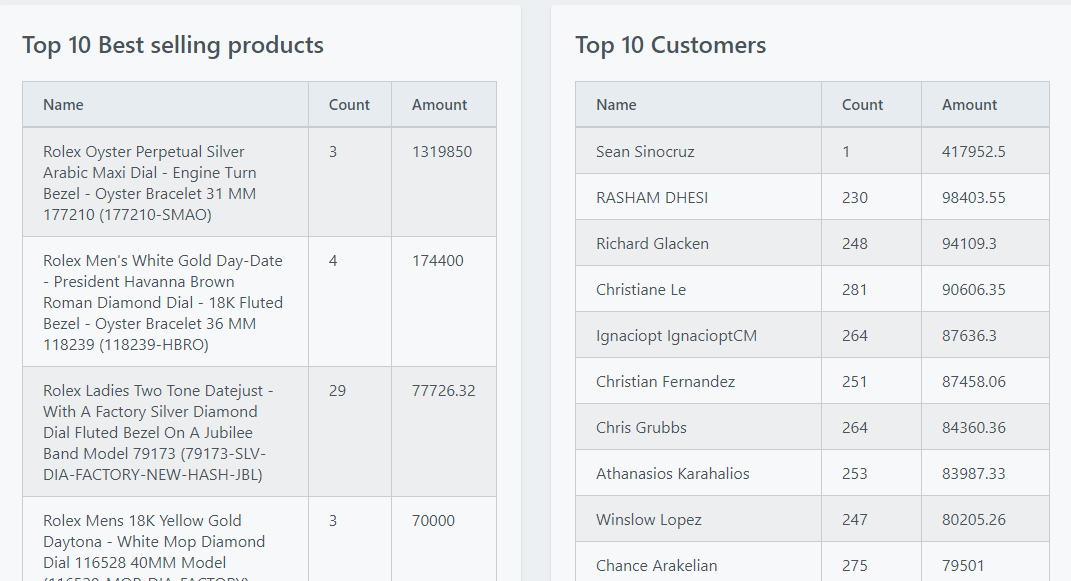 Top 10 Best selling products
Name Count Amount
Rolex Oyster Perpetual Silver 3 1319850
Arabic Maxi Dial - Engine Turn
Bezel - Oyster Bracelet 31 MM
177210 (177210-SMAO)
Rolex Men's White Gold Day-Date 4 174400
- President Havanna Brown
Roman Diamond Dial - 18K Fluted
Bezel - Oyster Bracelet 36 MM
118239 (118239-HBRO)
Rolex Ladies Two Tone Datejust - 29 77726.32
With A Factory Silver Diamond
Dial Fluted Bezel On A Jubilee
Band Model 79173 (79173-SLV-
DIA-FACTORY-NEW-HASH-JBL)
Rolex Mens 18K Yellow Gold 3 70000
Daytona - White Mop Diamond
Dial 116528 40MM Model
Top 10 Customers
Name Count Amount
Sean Sinocruz 1 417952.5
RASHAM DHESI 230 98403.55
Richard Glacken 248 94109.3
Christiane Le 281 90606.35
Ignaciopt IgnacioptCM 264 87636.3
Christian Fernandez 251 87458.06
Chris Grubbs 264 84360.36
Athanasios Karahalios 253 83987.33
Winslow Lopez 247 80205.26
Chance Arakelian 275 79501